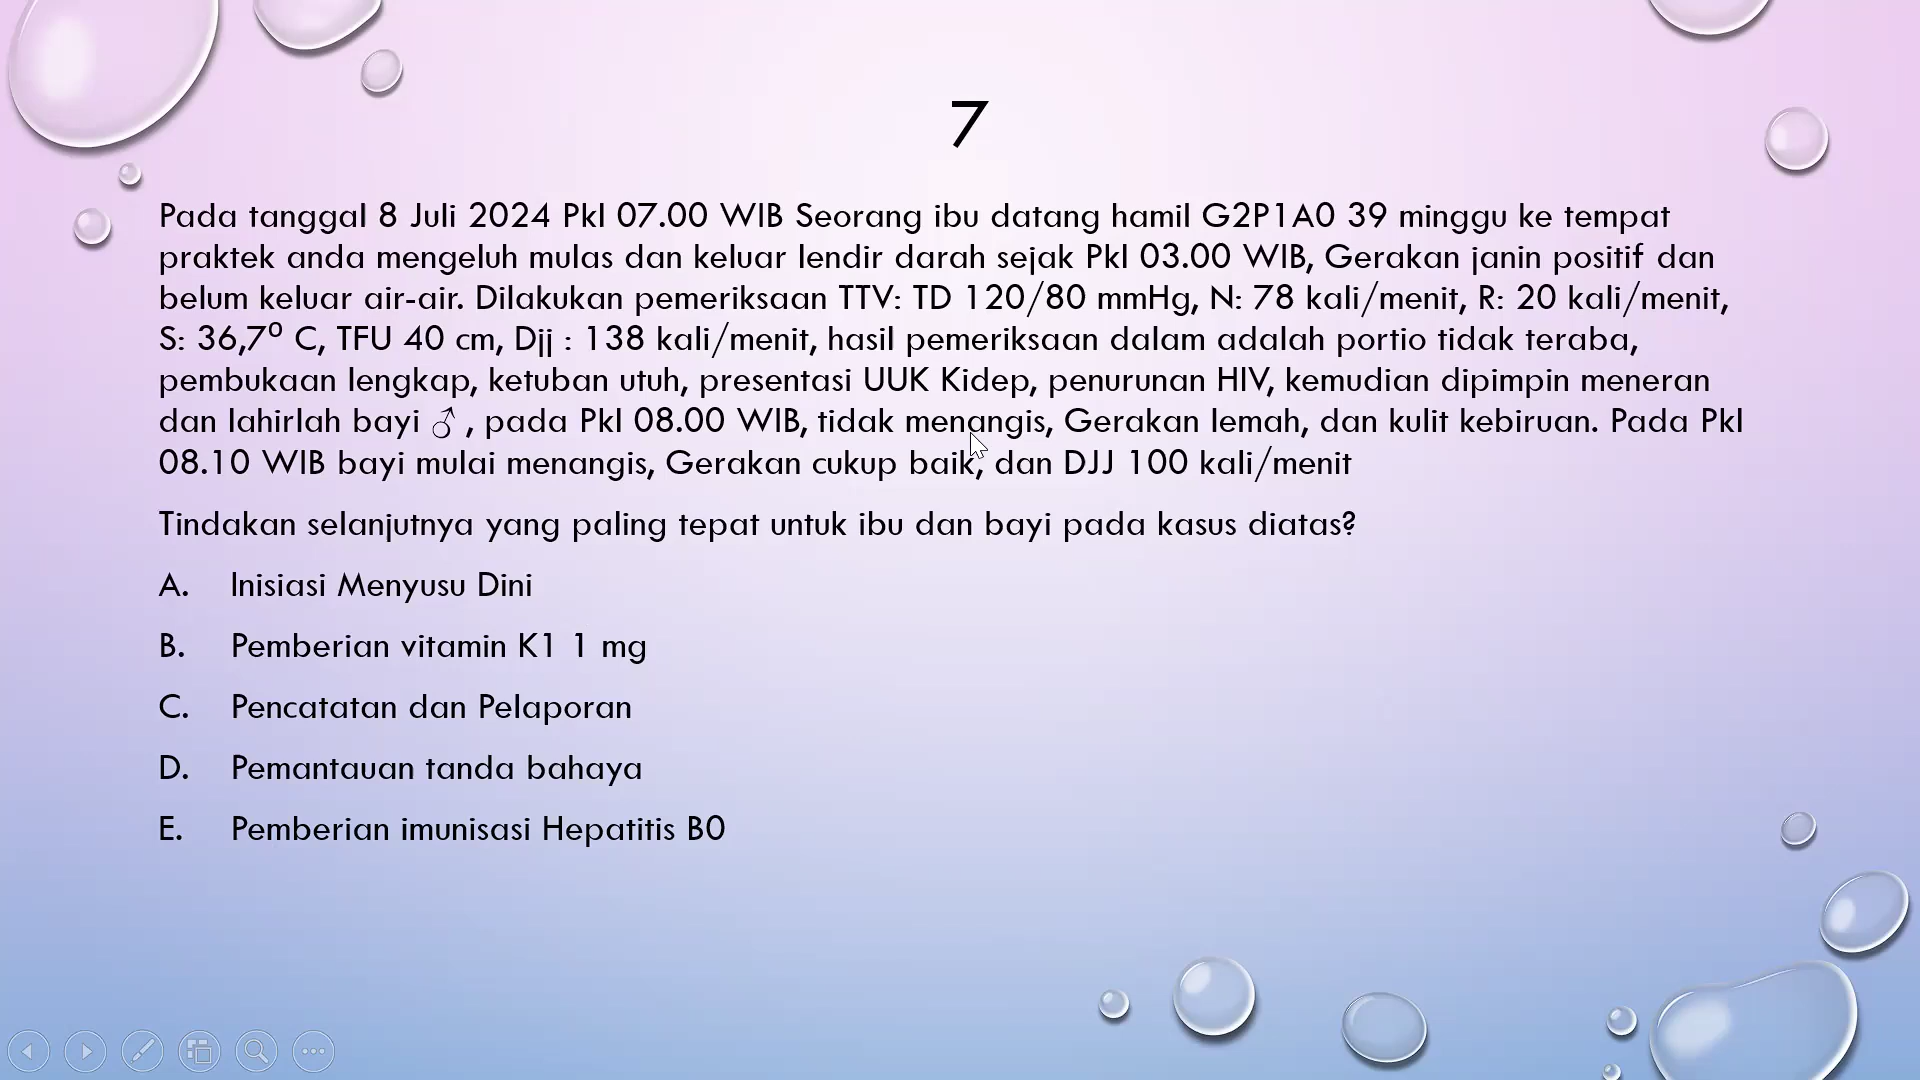 7
Pada tanggal 8 Juli 2024 Pkl 07.00 WIB Seorang ibu datang hamil G2P1A0 39 minggu ke tempat
praktek anda mengeluh mulas dan keluar lendir darah sejak Pkl 03.00 WIB, Gerakan janin positif dan
belum keluar air-air. Dilakukan pemeriksaan TTV: TD 120/80 mmHg, N: 78 kali/menit, R: 20 kali/menit,
S: 36,7⁰ C, TFU 40 cm, Djj : 138 kali/menit, hasil pemeriksaan dalam adalah portio tidak teraba,
pembukaan lengkap, ketuban utuh, presentasi UUK Kidep, penurunan HIV, kemudian dipimpin meneran
dan lahirlah bayi ♂ , pada Pkl 08.00 WIB, tidak menangis, Gerakan lemah, dan kulit kebiruan. Pada Pkl
08.10 WIB bayi mulai menangis, Gerakan cukup baik, dan DJJ 100 kali/menit
Tindakan selanjutnya yang paling tepat untuk ibu dan bayi pada kasus diatas?
A. Inisiasi Menyusu Dini
B. Pemberian vitamin K1 1 mg
C. Pencatatan dan Pelaporan
D. Pemantauan tanda bahaya
E. Pemberian imunisasi Hepatitis B0